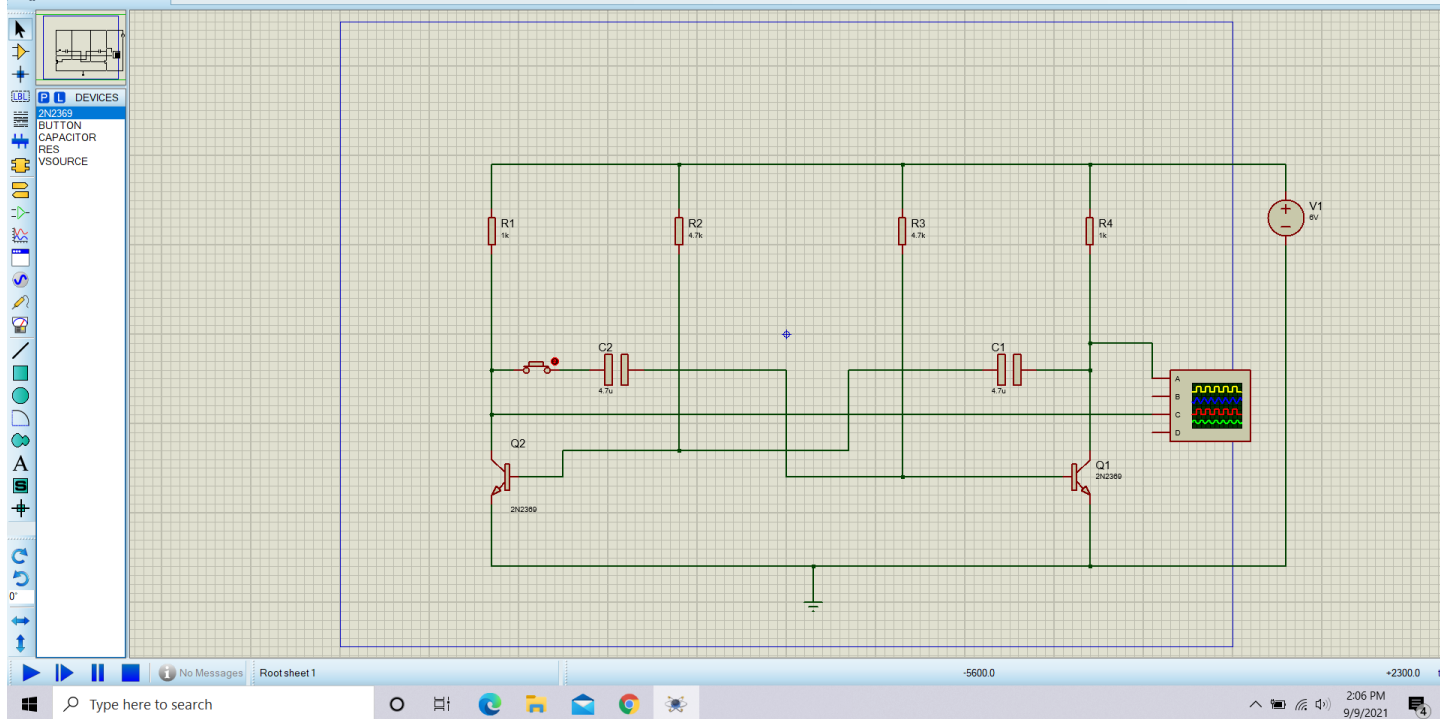 LBL
P L DEVICES
2N2369
BUTTON
CAPACITOR
RES
VSOURCE
A
S
0°
R1
1k
R2
4.7k
R3
4.7k
R4
1k
V1
6V
C2
4.7u
C1
4.7u
A
B
C
D
Q2
2N2369
Q1
2N2369
No Messages
Root sheet 1
-5600.0
+2300.0
Type here to search
2:06 PM
9/9/2021
4